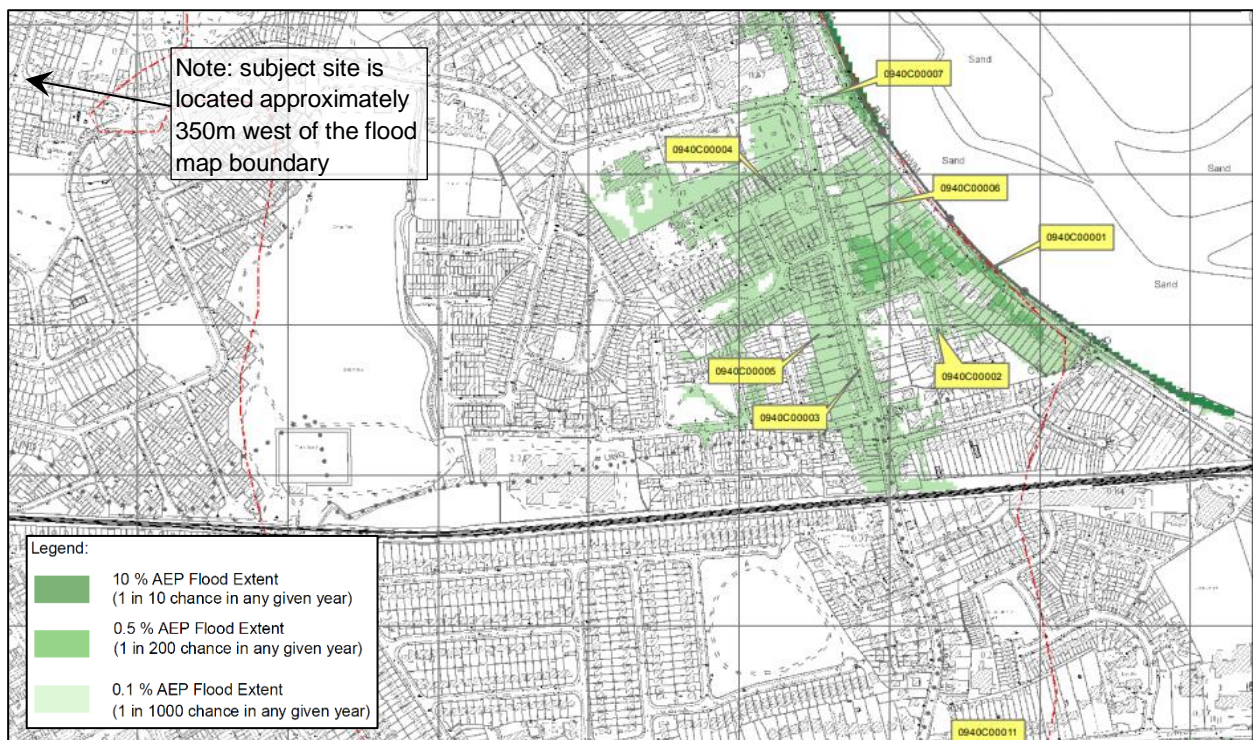 Note: subject site is
located approximately
350m west of the flood
map boundary
0940C00007
Sand
0940C00004
Sand
0940C00006
Sand
0940C00001
Sand
0940C00005
0940C00002
0940C00003
Legend:
10 % AEP Flood Extent
(1 in 10 chance in any given year)
0.5 % AEP Flood Extent
(1 in 200 chance in any given year)
0.1 % AEP Flood Extent
(1 in 1000 chance in any given year)
0940C00011